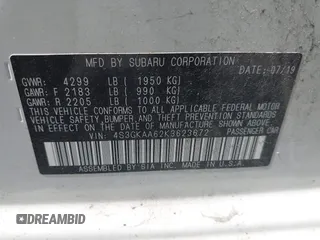 MFD BY SUBARU CORPORATION
DATE: 07/19
GVWR: 4299 LB (1950 KG)
GAWR: F 2183 LB (990 KG)
GAWR: R 2205 LB (1000 KG)
THIS VEHICLE CONFORMS TO ALL APPLICABLE FEDERAL MOTOR
VEHICLE SAFETY, BUMPER, AND THEFT PREVENTION STANDARDS
IN EFFECT ON THE DATE OF MANUFACTURE SHOWN ABOVE.
VIN: 4S3GKAA62K3623672 PASSENGER CAR
ASSEMBLED BY SIA INC. MADE IN U.S.A.